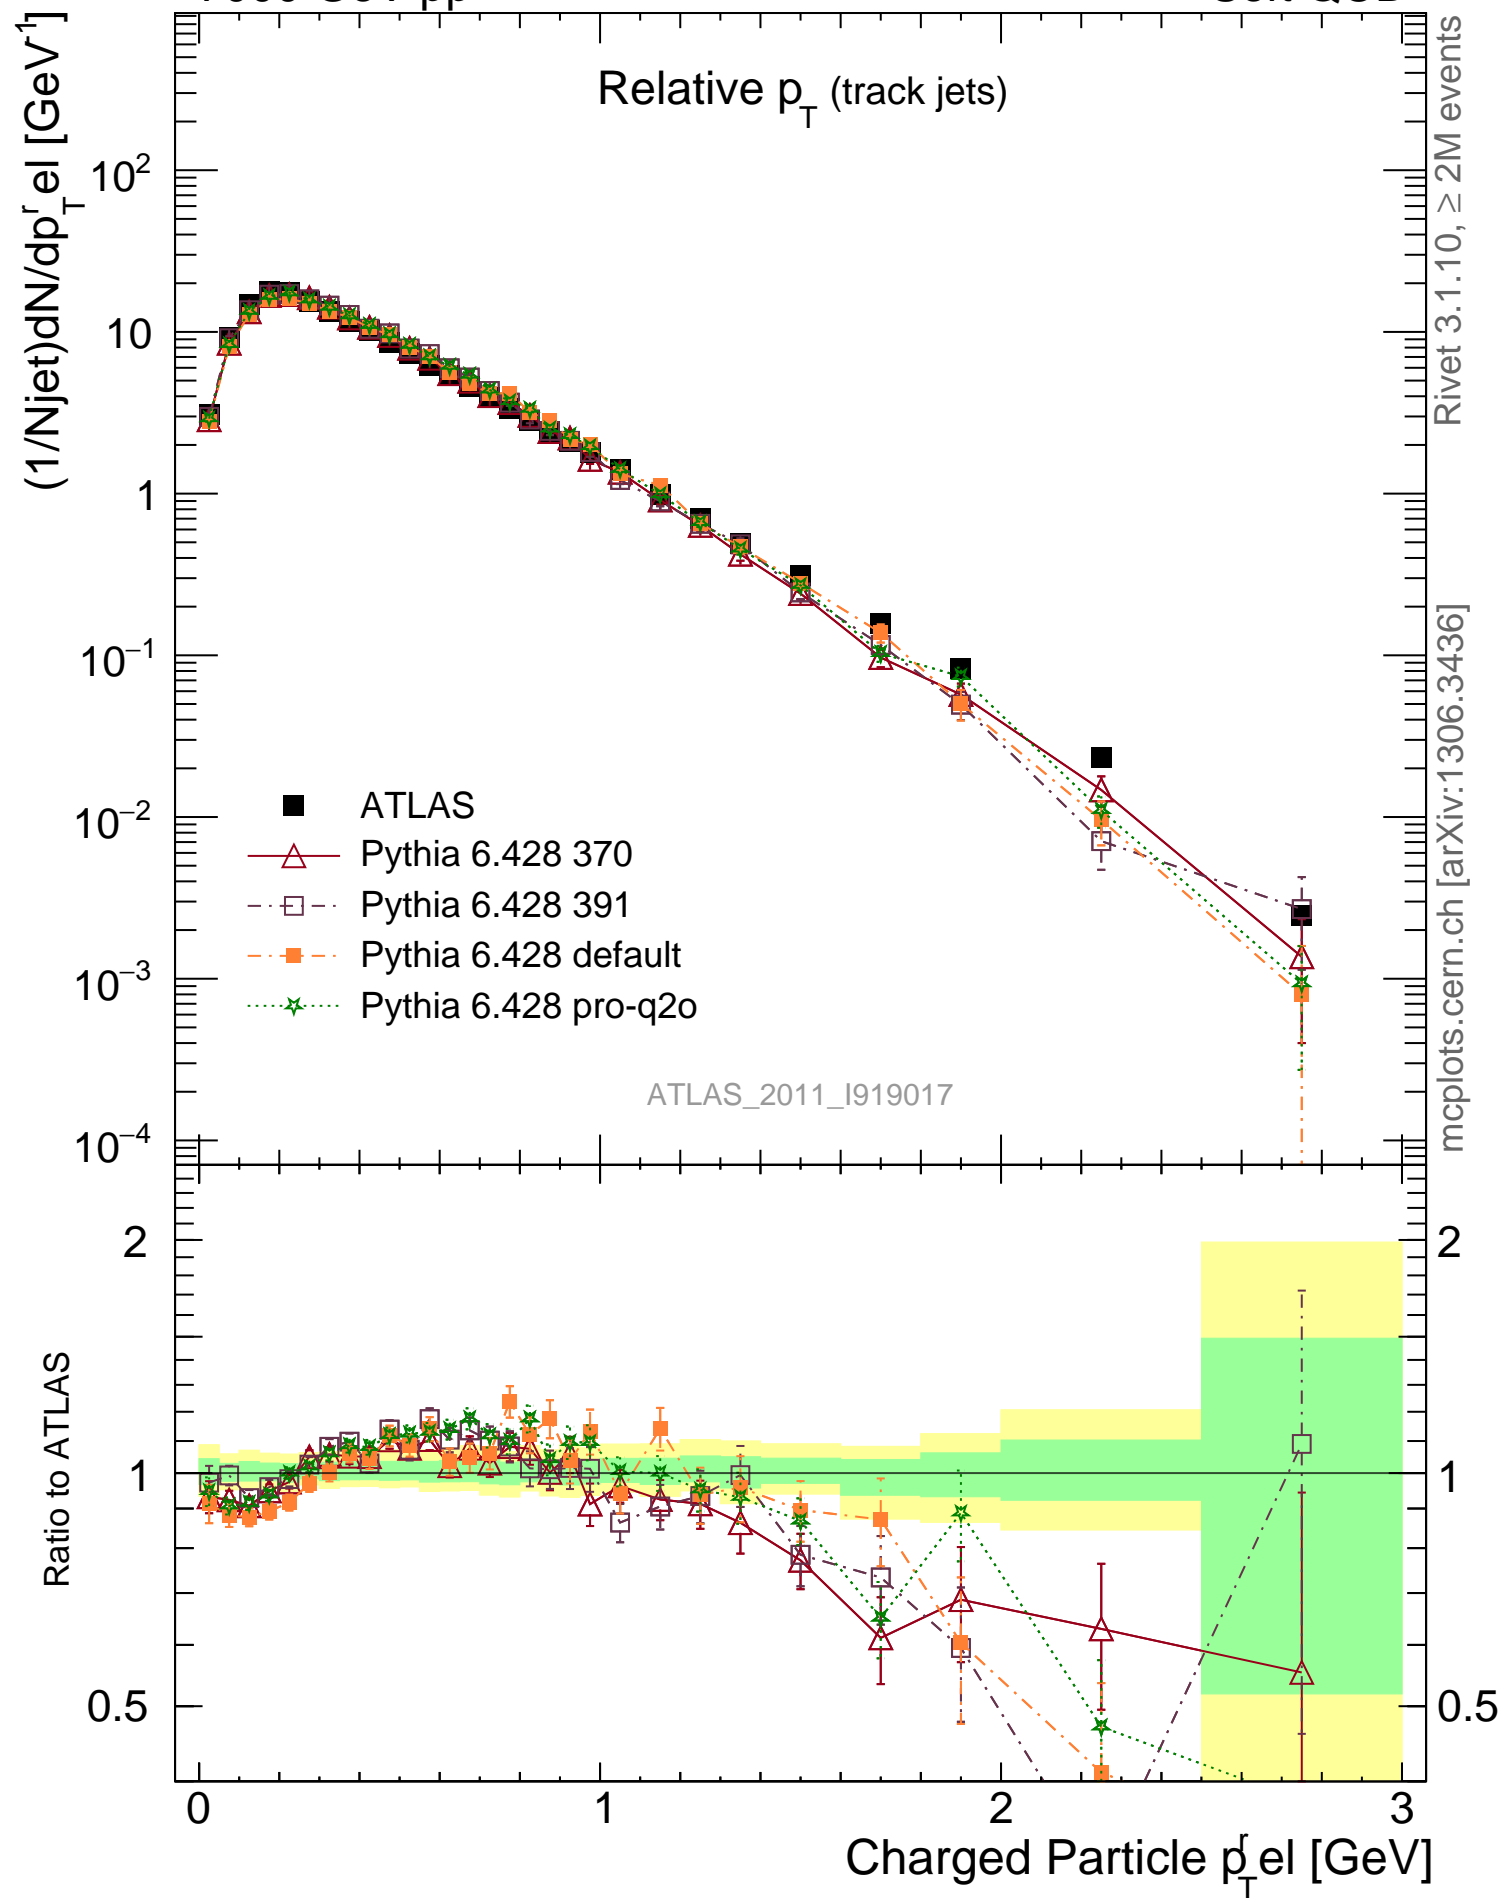 Relative p_T (track jets)
(1/Njet)dN/dp_T^rel [GeV^-1]
10^2
10
1
10^−1
10^−2
10^−3
10^−4
ATLAS
Pythia 6.428 370
Pythia 6.428 391
Pythia 6.428 default
Pythia 6.428 pro-q2o
ATLAS_2011_I919017
Rivet 3.1.10, ≥ 2M events
mcplots.cern.ch [arXiv:1306.3436]
Ratio to ATLAS
2
1
0.5
2
1
0.5
0 1 2 3
Charged Particle p_T^rel [GeV]